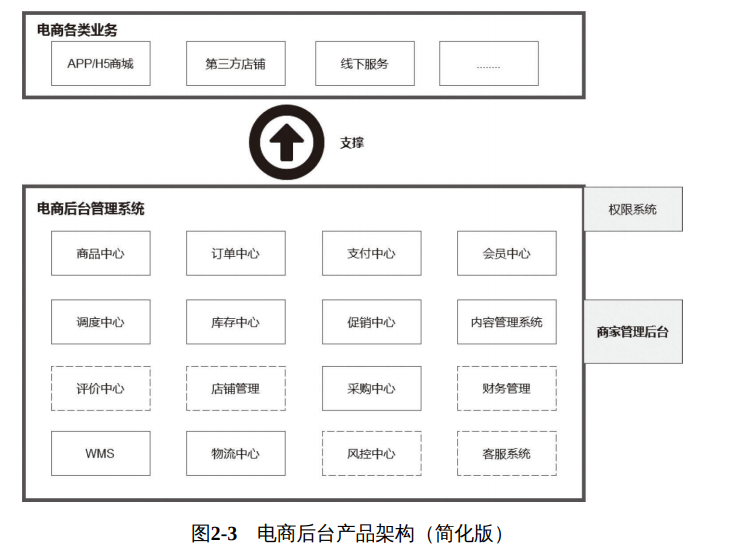 电商各类业务
APP/H5商城 第三方店铺 线下服务 ........
支撑
电商后台管理系统
权限系统
商品中心 订单中心 支付中心 会员中心
调度中心 库存中心 促销中心 内容管理系统
商家管理后台
评价中心 店铺管理 采购中心 财务管理
WMS 物流中心 风控中心 客服系统
图2-3 电商后台产品架构（简化版）